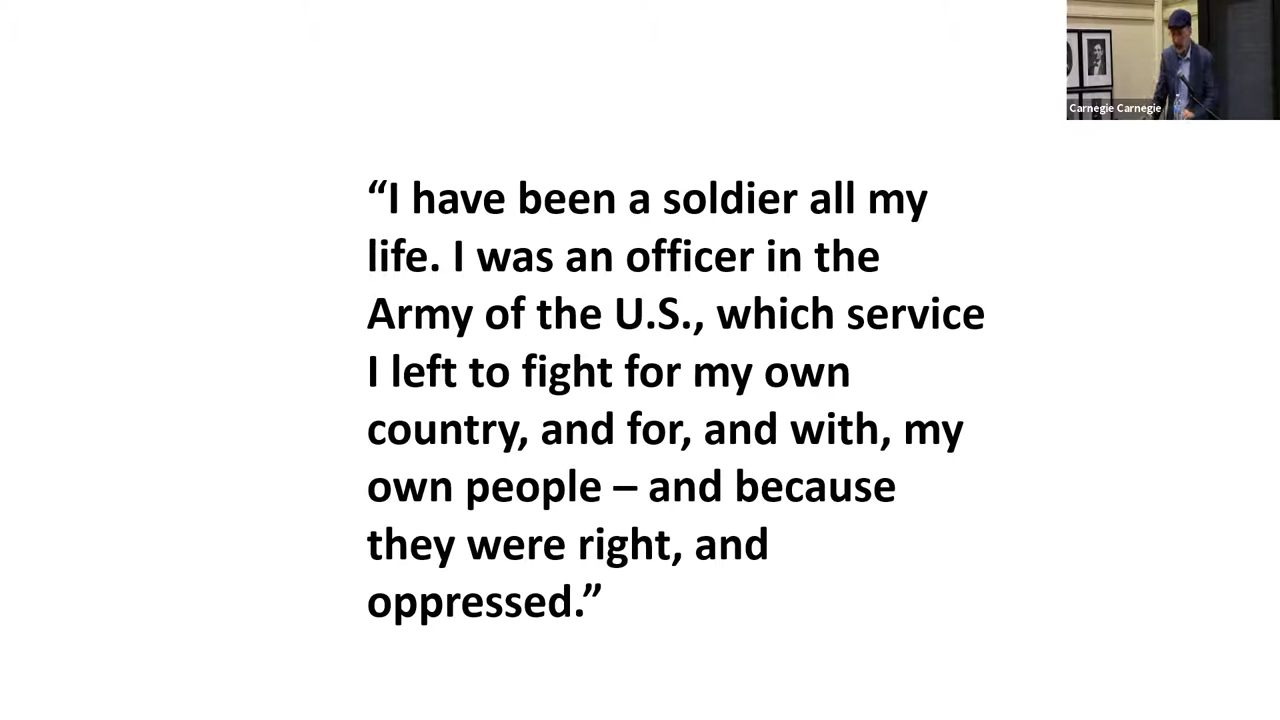 Carnegie Carnegie
“I have been a soldier all my
life. I was an officer in the
Army of the U.S., which service
I left to fight for my own
country, and for, and with, my
own people – and because
they were right, and
oppressed.”